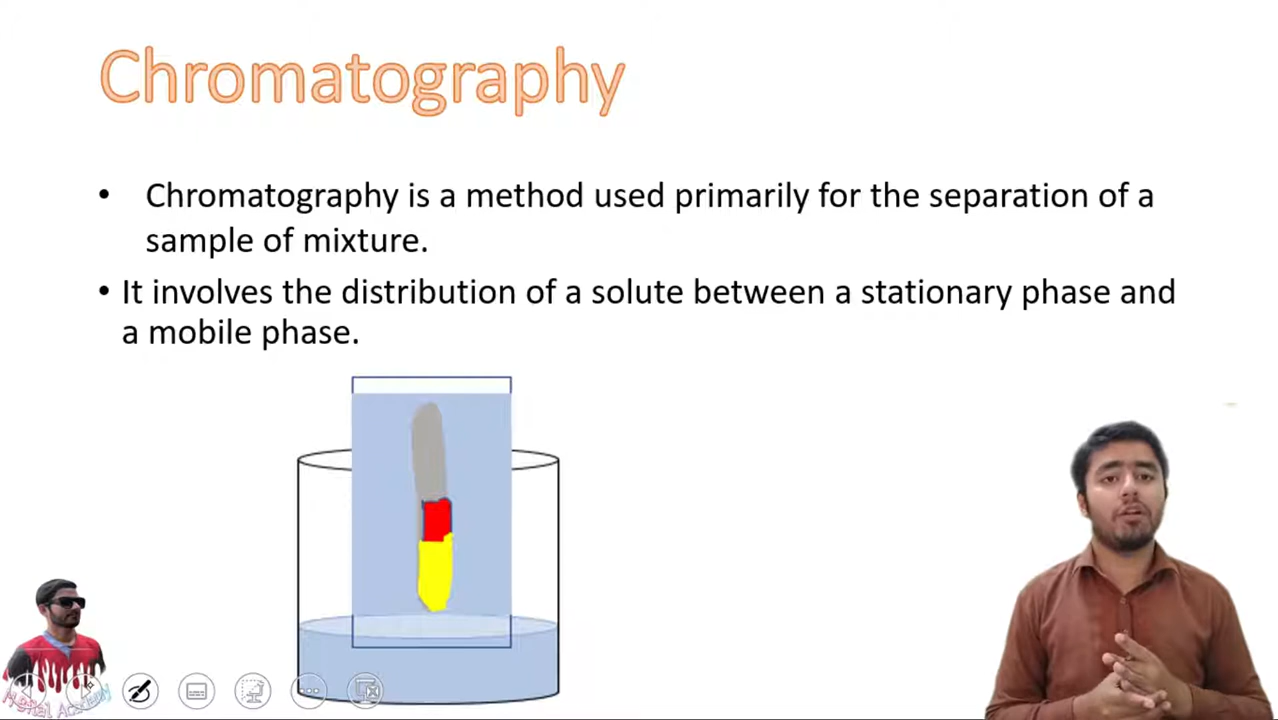 Chromatography
• Chromatography is a method used primarily for the separation of a
sample of mixture.
• It involves the distribution of a solute between a stationary phase and
a mobile phase.